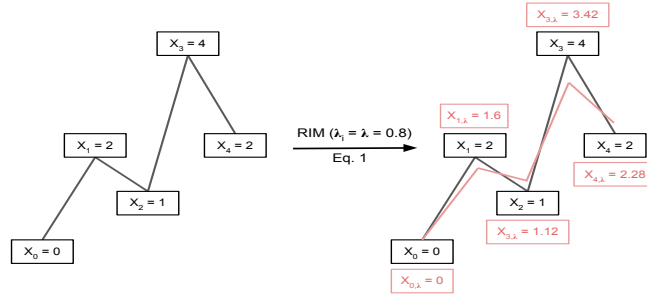 X₃ = 4
X₁ = 2
X₄ = 2
X₂ = 1
X₀ = 0
RIM (λᵢ = λ = 0.8)
Eq. 1
X₃,λ = 3.42
X₃ = 4
X₁,λ = 1.6
X₁ = 2
X₄ = 2
X₄,λ = 2.28
X₂ = 1
X₃,λ = 1.12
X₀ = 0
X₀,λ = 0